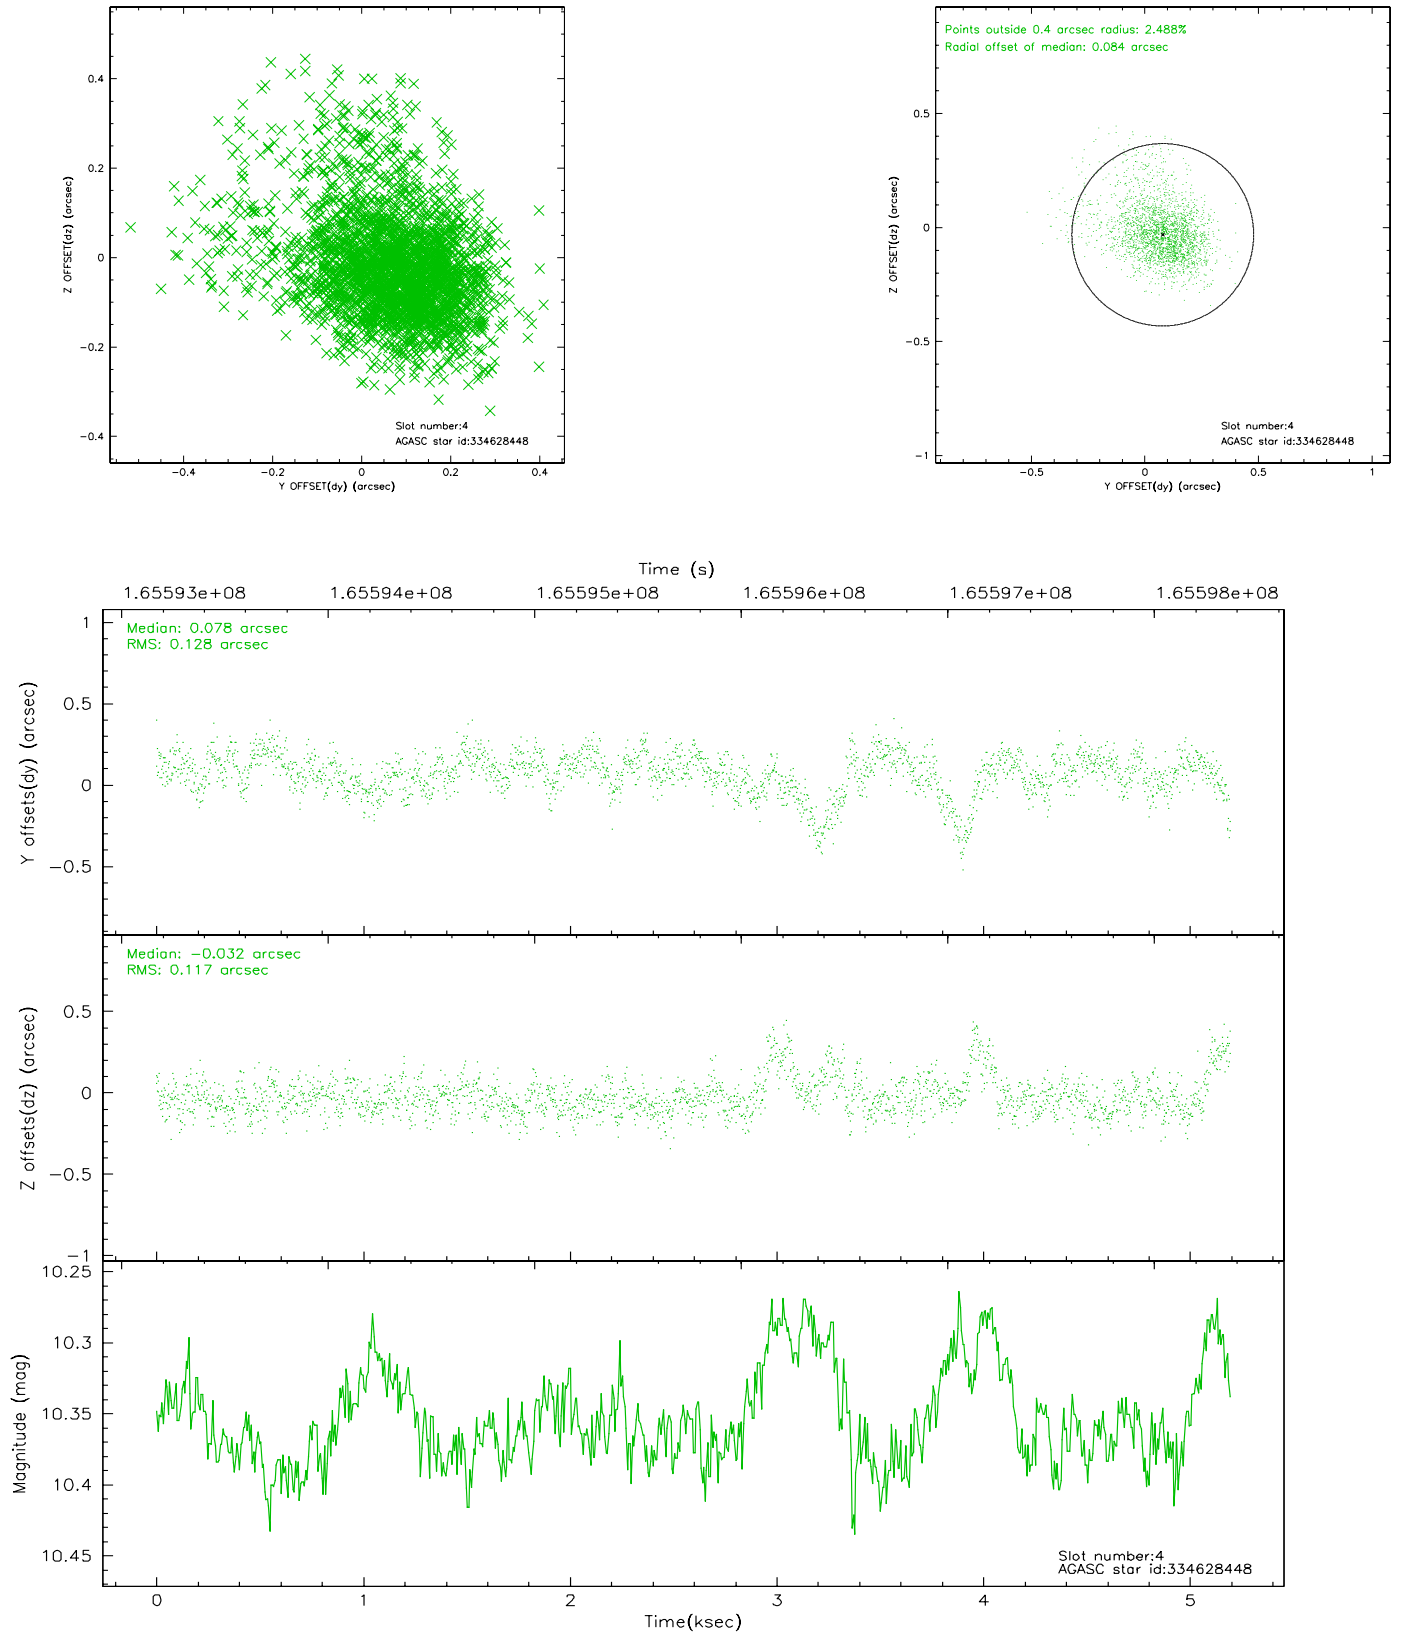 0.4
0.2
0
−0.2
−0.4
Z OFFSET(dz) (arcsec)
−0.4 −0.2 0 0.2 0.4
Y OFFSET(dy) (arcsec)
Slot number:4
AGASC star id:334628448
Points outside 0.4 arcsec radius: 2.488%
Radial offset of median: 0.084 arcsec
0.5
0
−0.5
−1
Z OFFSET(dz) (arcsec)
−0.5 0 0.5 1
Y OFFSET(dy) (arcsec)
Slot number:4
AGASC star id:334628448
Time (s)
1.65593e+08 1.65594e+08 1.65595e+08 1.65596e+08 1.65597e+08 1.65598e+08
Median: 0.078 arcsec
RMS: 0.128 arcsec
1
0.5
0
−0.5
Y offsets(dy) (arcsec)
Median: −0.032 arcsec
RMS: 0.117 arcsec
0.5
0
−0.5
−1
Z offsets(dz) (arcsec)
10.25
10.3
10.35
10.4
10.45
Magnitude (mag)
Slot number:4
AGASC star id:334628448
0 1 2 3 4 5
Time(ksec)